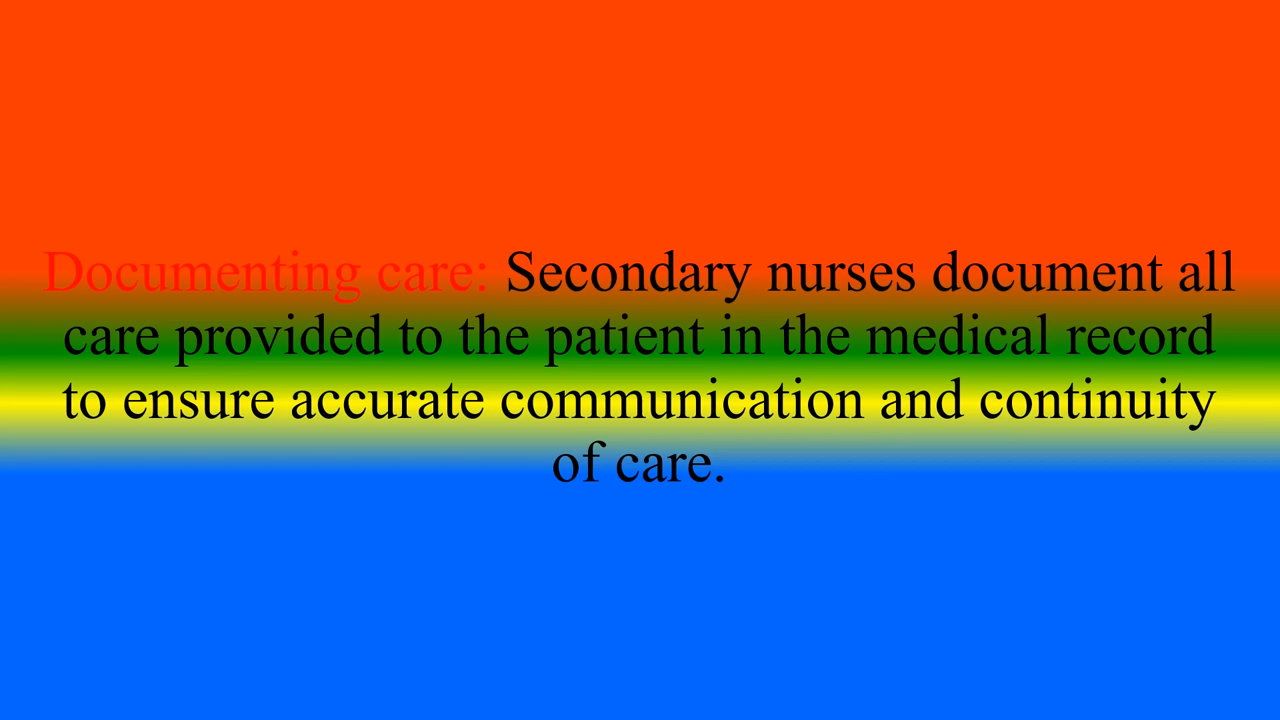 Documenting care: Secondary nurses document all
care provided to the patient in the medical record
to ensure accurate communication and continuity
of care.